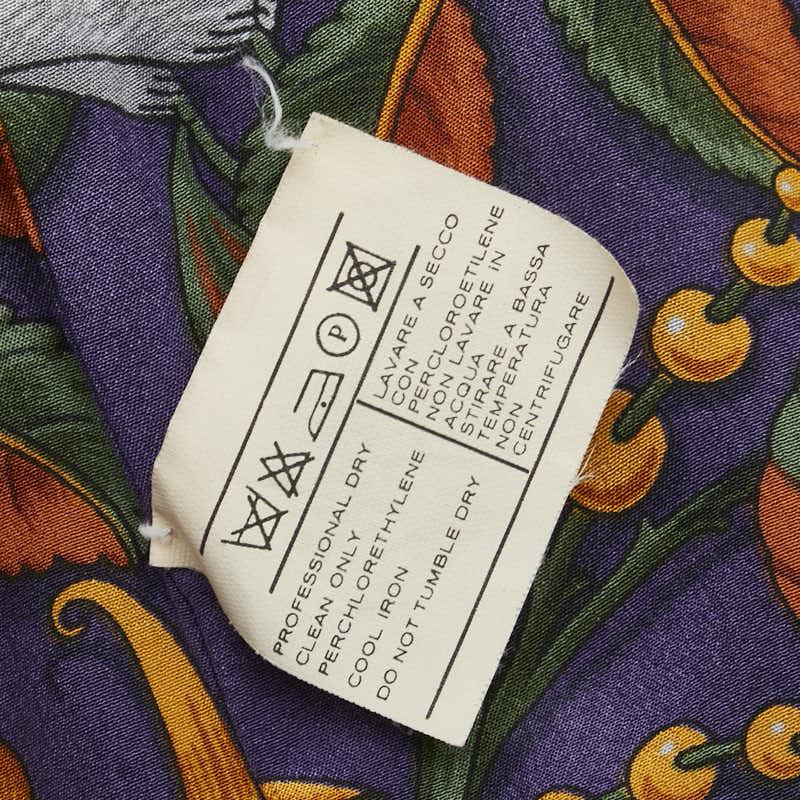 P
PROFESSIONAL DRY
CLEAN ONLY
PERCHLORETHYLENE
COOL IRON
DO NOT TUMBLE DRY
LAVARE A SECCO
CON
PERCLOROETILENE
NON LAVARE IN
ACQUA
STIRARE A BASSA
TEMPERATURA
NON
CENTRIFUGARE